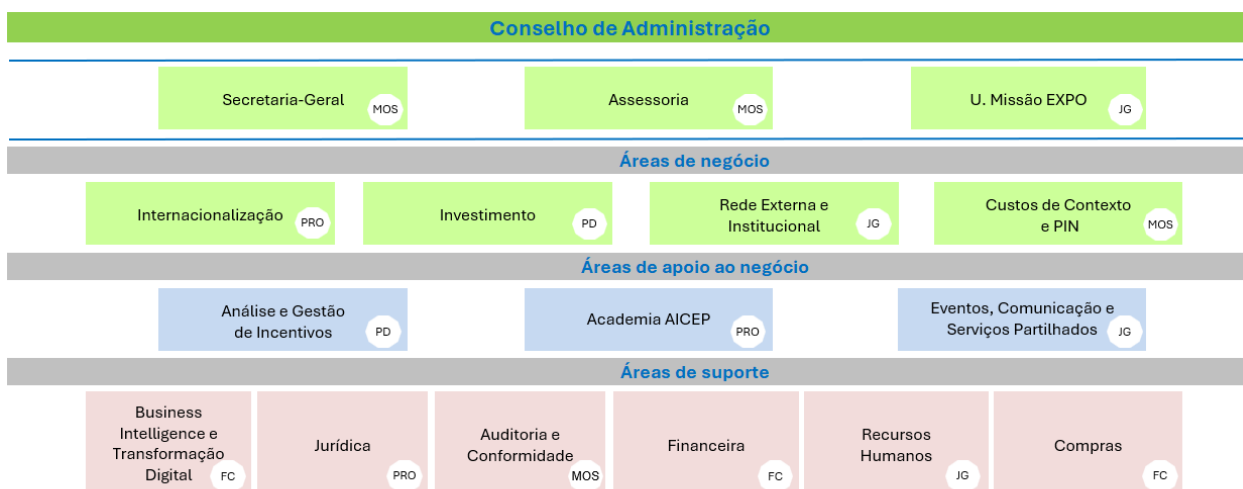 Conselho de Administração
Secretaria-Geral
MOS
Assessoria
MOS
U. Missão EXPO
JG
Áreas de negócio
Internacionalização
PRO
Investimento
PD
Rede Externa e
Institucional
JG
Custos de Contexto
e PIN
MOS
Áreas de apoio ao negócio
Análise e Gestão
de Incentivos
PD
Academia AICEP
PRO
Eventos, Comunicação e
Serviços Partilhados
JG
Áreas de suporte
Business
Intelligence e
Transformação
Digital
FC
Jurídica
PRO
Auditoria e
Conformidade
MOS
Financeira
FC
Recursos
Humanos
JG
Compras
FC